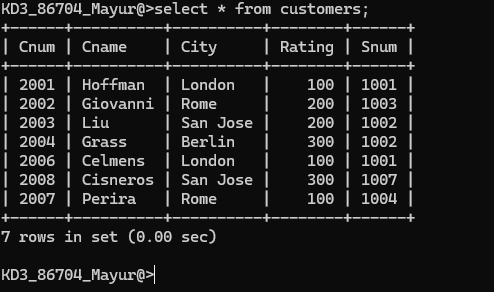 KD3_86704_Mayur@>select * from customers;
+------+----------+----------+--------+------+
| Cnum | Cname    | City     | Rating | Snum |
+------+----------+----------+--------+------+
| 2001 | Hoffman  | London   |    100 | 1001 |
| 2002 | Giovanni | Rome     |    200 | 1003 |
| 2003 | Liu      | San Jose |    200 | 1002 |
| 2004 | Grass    | Berlin   |    300 | 1002 |
| 2006 | Celmens  | London   |    100 | 1001 |
| 2008 | Cisneros | San Jose |    300 | 1007 |
| 2007 | Perira   | Rome     |    100 | 1004 |
+------+----------+----------+--------+------+
7 rows in set (0.00 sec)
KD3_86704_Mayur@>